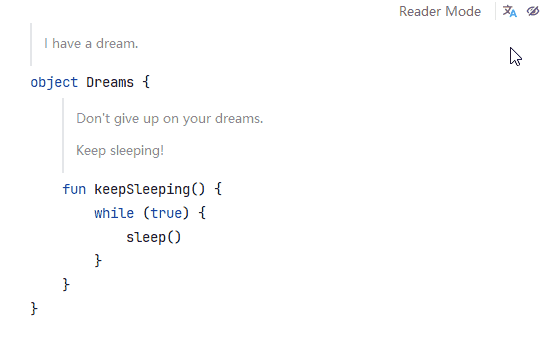 Reader Mode
I have a dream.
object Dreams {
Don't give up on your dreams.
Keep sleeping!
fun keepSleeping() {
while (true) {
sleep()
}
}
}